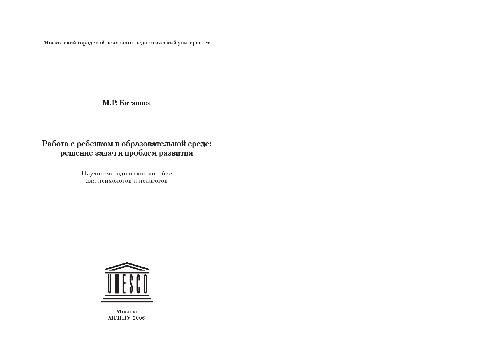 Московский городской психолого-педагогический университет
М.Р. Битянова
Работа с ребенком в образовательной среде:
решение задач и проблем развития
Научно-методическое пособие
для психологов и педагогов
UNESCO
Москва
МГППУ 2006